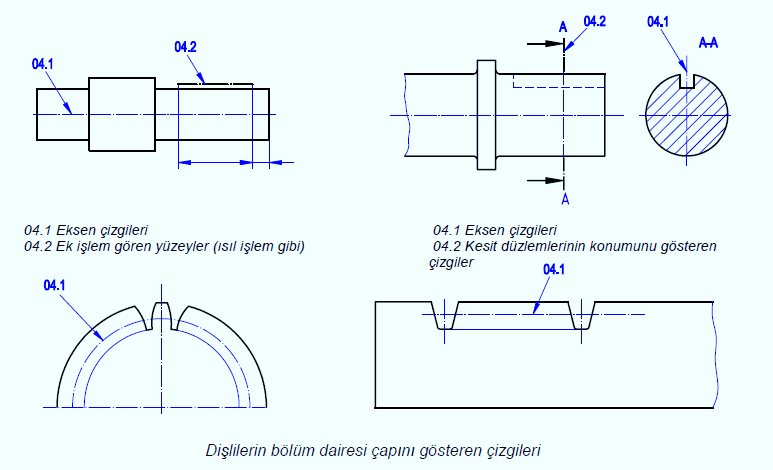 04.1
04.2
A
04.2
04.1
A-A
A
04.1 Eksen çizgileri
04.2 Ek işlem gören yüzeyler (ısıl işlem gibi)
04.1 Eksen çizgileri
04.2 Kesit düzlemlerinin konumunu gösteren
çizgiler
04.1
04.1
Dişlilerin bölüm dairesi çapını gösteren çizgileri